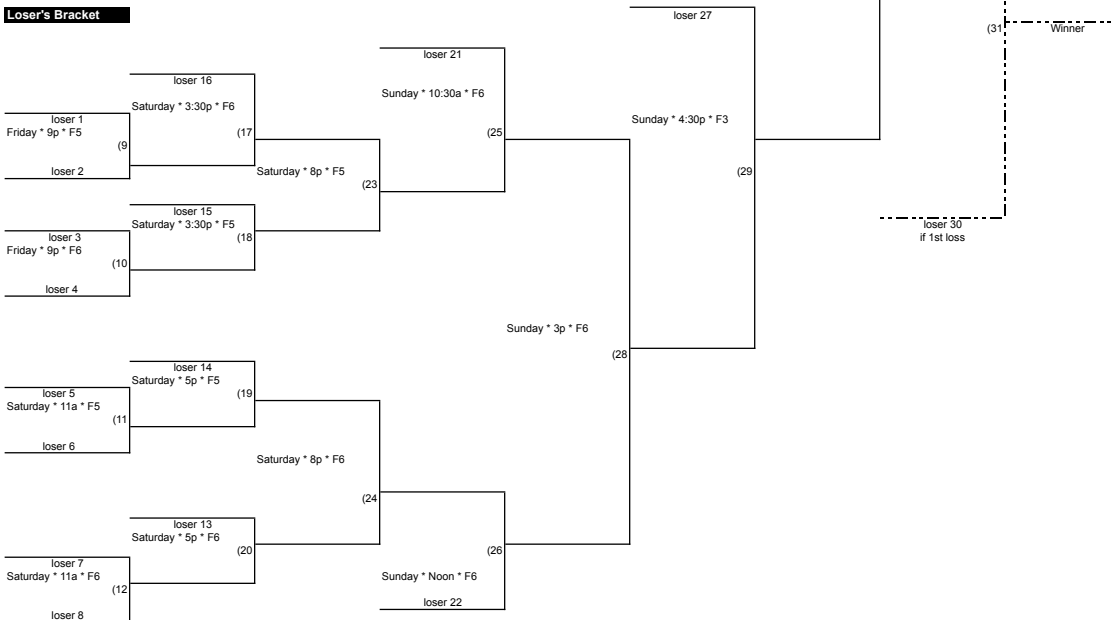 Loser's Bracket
loser 27
(31
Winner
loser 21
loser 16
Sunday * 10:30a * F6
Saturday * 3:30p * F6
loser 1
Friday * 9p * F5
(17
(25
Sunday * 4:30p * F3
(9
loser 2
Saturday * 8p * F5
(23
(29
loser 15
Saturday * 3:30p * F5
loser 3
Friday * 9p * F6
(18
loser 30
if 1st loss
(10
loser 4
Sunday * 3p * F6
(28
loser 14
Saturday * 5p * F5
loser 5
Saturday * 11a * F5
(19
(11
loser 6
Saturday * 8p * F6
(24
loser 13
Saturday * 5p * F6
(20
(26
loser 7
Saturday * 11a * F6
Sunday * Noon * F6
(12
loser 22
loser 8